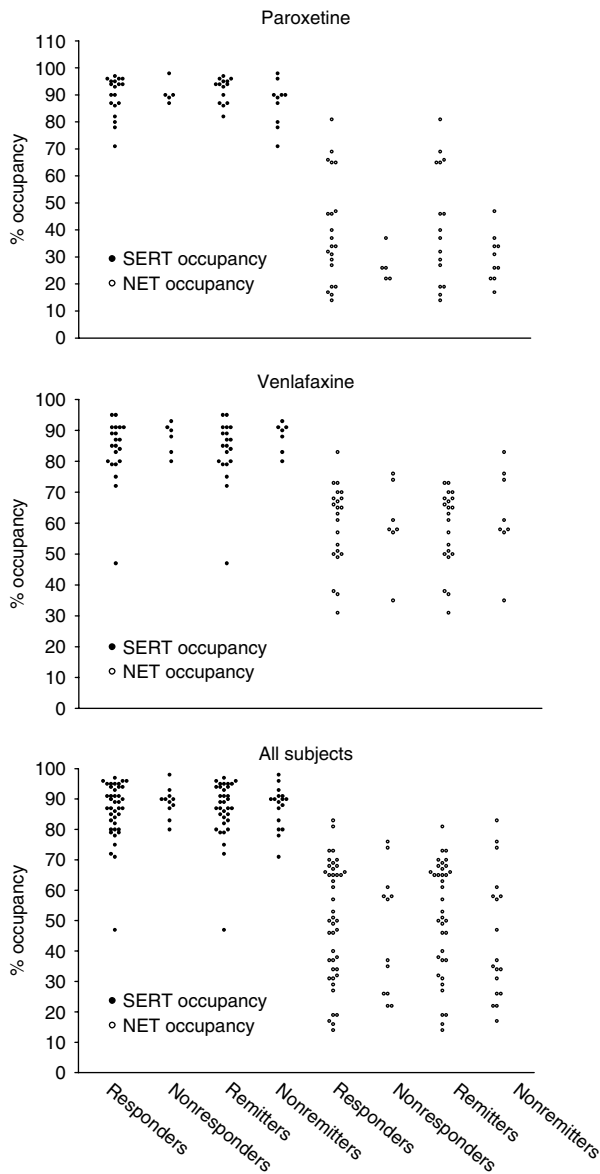 Paroxetine
110
100
90
80
70
60
50
40
30
20
10
0
% occupancy
SERT occupancy
NET occupancy
Venlafaxine
100
90
80
70
60
50
40
30
20
10
0
% occupancy
SERT occupancy
NET occupancy
All subjects
100
90
80
70
60
50
40
30
20
10
0
% occupancy
SERT occupancy
NET occupancy
Responders
Nonresponders
Remitters
Nonremitters
Responders
Nonresponders
Remitters
Nonremitters